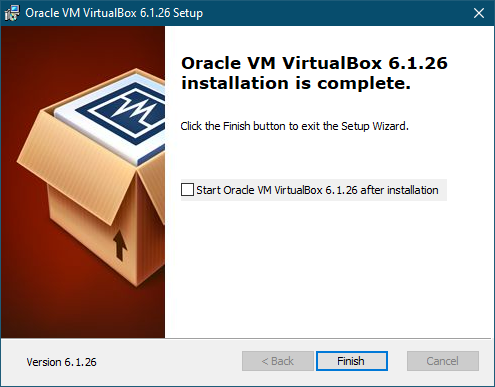 Oracle VM VirtualBox 6.1.26 Setup
Oracle VM VirtualBox 6.1.26
installation is complete.
Click the Finish button to exit the Setup Wizard.
Start Oracle VM VirtualBox 6.1.26 after installation
Version 6.1.26
< Back
Finish
Cancel